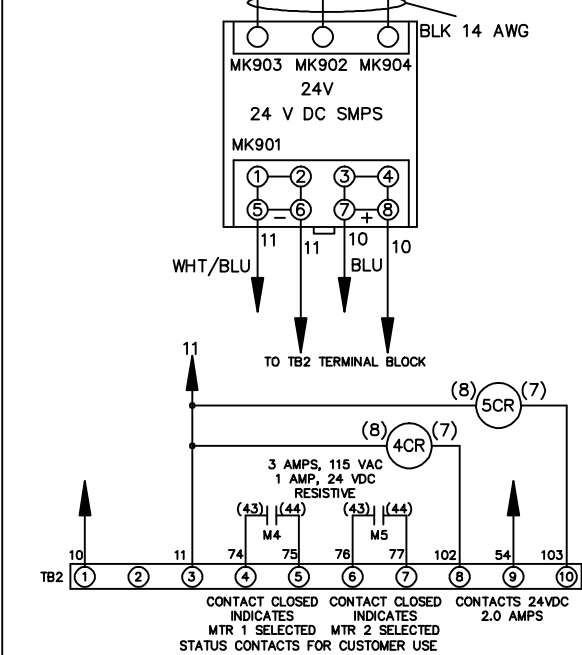 BLK 14 AWG
MK903 MK902 MK904
24V
24 V DC SMPS
MK901
1 2 3 4
5 - 6 7 + 8
11 11 10 10
WHT/BLU BLU
TO TB2 TERMINAL BLOCK
11
(8) 5CR (7)
(8) 4CR (7)
3 AMPS, 115 VAC
1 AMP, 24 VDC
RESISTIVE
(43) (44) (43) (44)
M4 M5
10 11 74 75 76 77 102 54 103
TB2 1 2 3 4 5 6 7 8 9 10
CONTACT CLOSED
INDICATES
MTR 1 SELECTED
CONTACT CLOSED
INDICATES
MTR 2 SELECTED
CONTACTS 24VDC
2.0 AMPS
STATUS CONTACTS FOR CUSTOMER USE